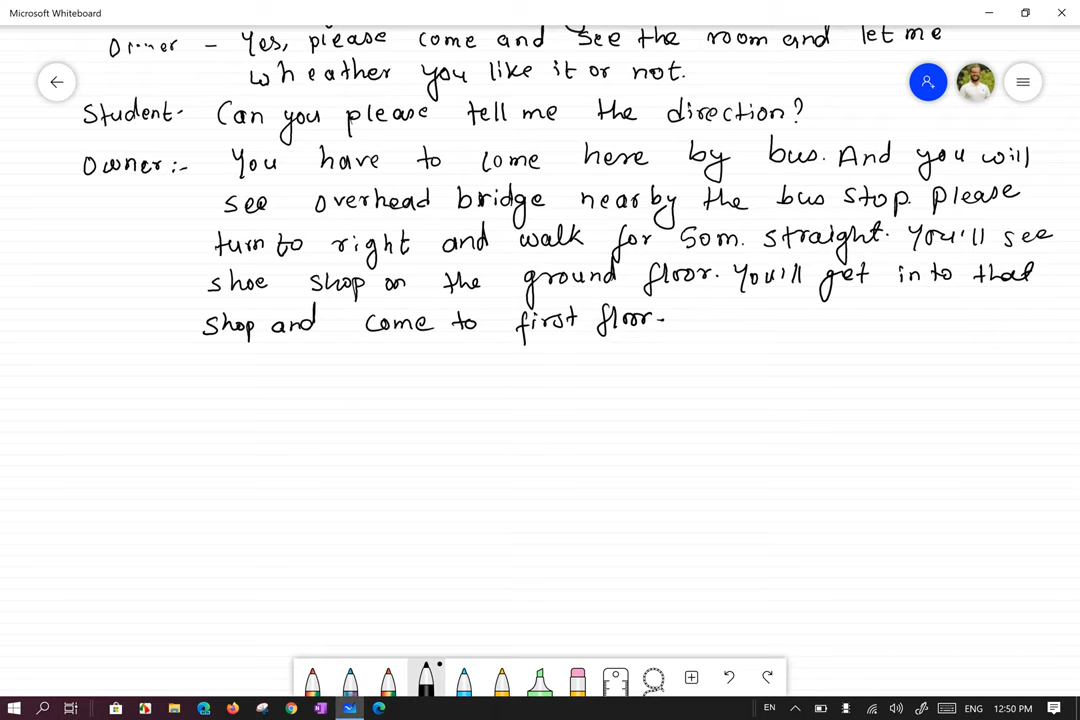 Microsoft Whiteboard
Owner - Yes, please come and see the room and let me
wheather you like it or not.
Student- Can you please tell me the direction?
Owner:- You have to come here by bus. And you will
see overhead bridge nearby the bus stop. please
turn to right and walk for 50m. straight. You'll see
shoe shop on the ground floor. You'll get in to that
shop and come to first floor.
EN ENG 12:50 PM